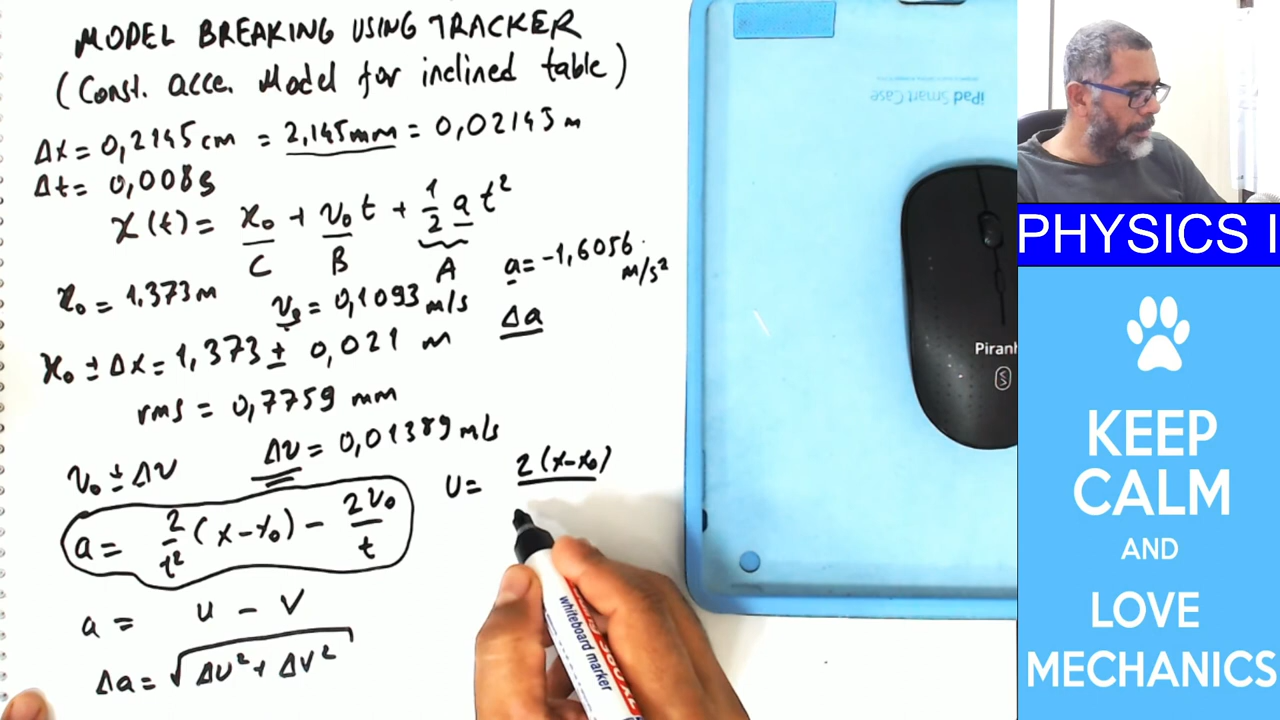 MODEL BREAKING USING TRACKER
(Const. acce. Model for inclined table)
Δx = 0,2145 cm = 2,145 mm = 0,02145 m
Δt = 0,008 s
x(t) = x₀ + v₀ t + 1/2 a t²
C B A
a = -1,6056 m/s²
x₀ = 1,373 m
v₀ = 0,1093 m/s
Δa
x₀ ± Δx = 1,373 ± 0,021 m
rms = 0,7759 mm
v₀ ± Δv
Δv = 0,01389 m/s
a = 2/t² (x-x₀) - 2v₀/t
U = 2(x-x₀)
a = U - V
Δa = √ΔU² + ΔV²
iPad Smart Case
Piranh
whiteboard marker
PHYSICS I
KEEP
CALM
AND
LOVE
MECHANICS